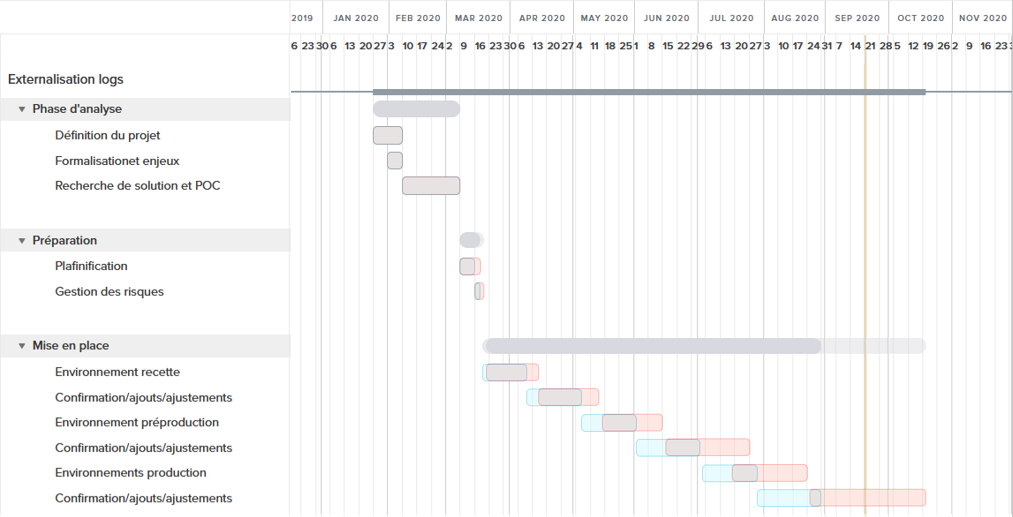 2019 JAN 2020 FEB 2020 MAR 2020 APR 2020 MAY 2020 JUN 2020 JUL 2020 AUG 2020 SEP 2020 OCT 2020 NOV 2020
6 23 30 6 13 20 27 3 10 17 24 2 9 16 23 30 6 13 20 27 4 11 18 25 1 8 15 22 29 6 13 20 27 3 10 17 24 31 7 14 21 28 5 12 19 26 2 9 16 23
Externalisation logs
Phase d'analyse
Définition du projet
Formalisationet enjeux
Recherche de solution et POC
Préparation
Plafinification
Gestion des risques
Mise en place
Environnement recette
Confirmation/ajouts/ajustements
Environnement préproduction
Confirmation/ajouts/ajustements
Environnements production
Confirmation/ajouts/ajustements